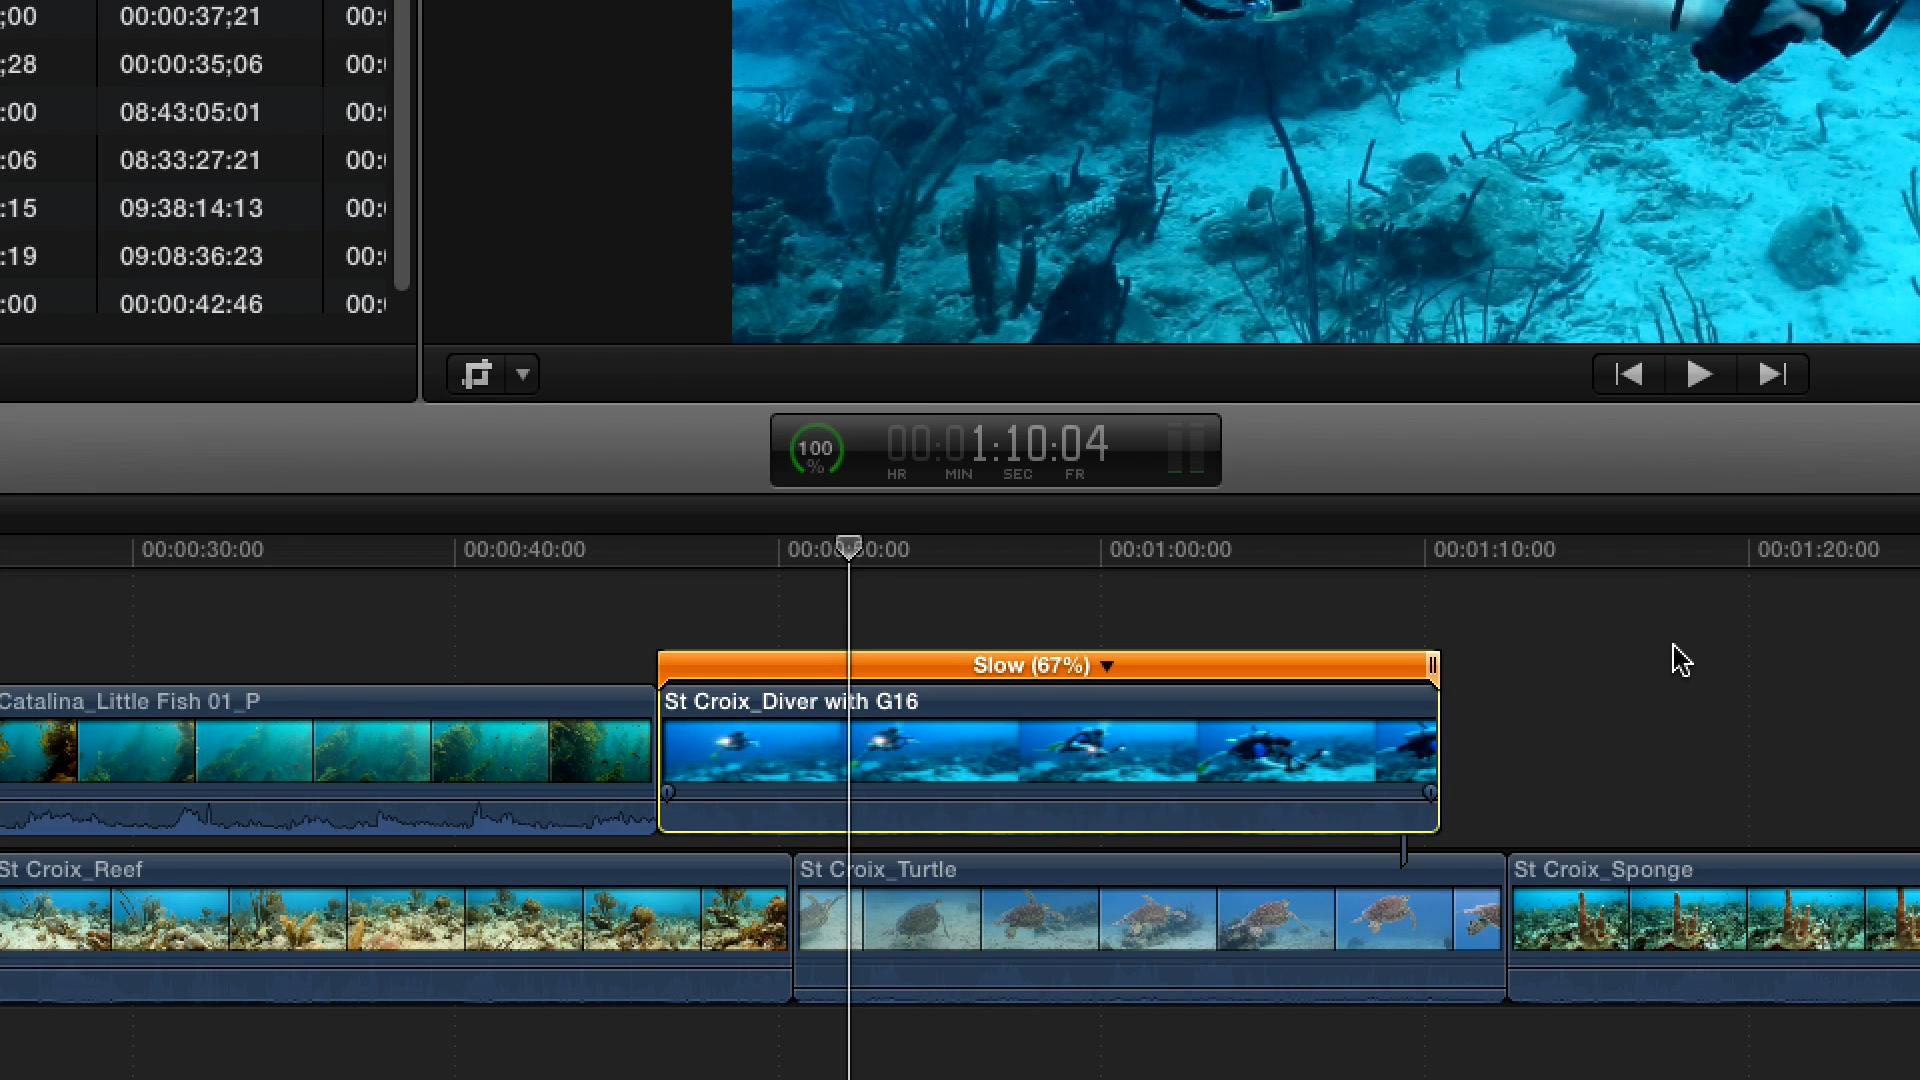 ;00 00:00:37;21 00:
;28 00:00:35;06 00:
:00 08:43:05:01 00:
:06 08:33:27:21 00:
:15 09:38:14:13 00:
:19 09:08:36:23 00:
:00 00:00:42:46 00:
100 %
00:01:10:04
HR MIN SEC FR
00:00:30:00 00:00:40:00 00:00:50:00 00:01:00:00 00:01:10:00 00:01:20:00
Slow (67%)
Catalina_Little Fish 01_P St Croix_Diver with G16
St Croix_Reef St Croix_Turtle St Croix_Sponge